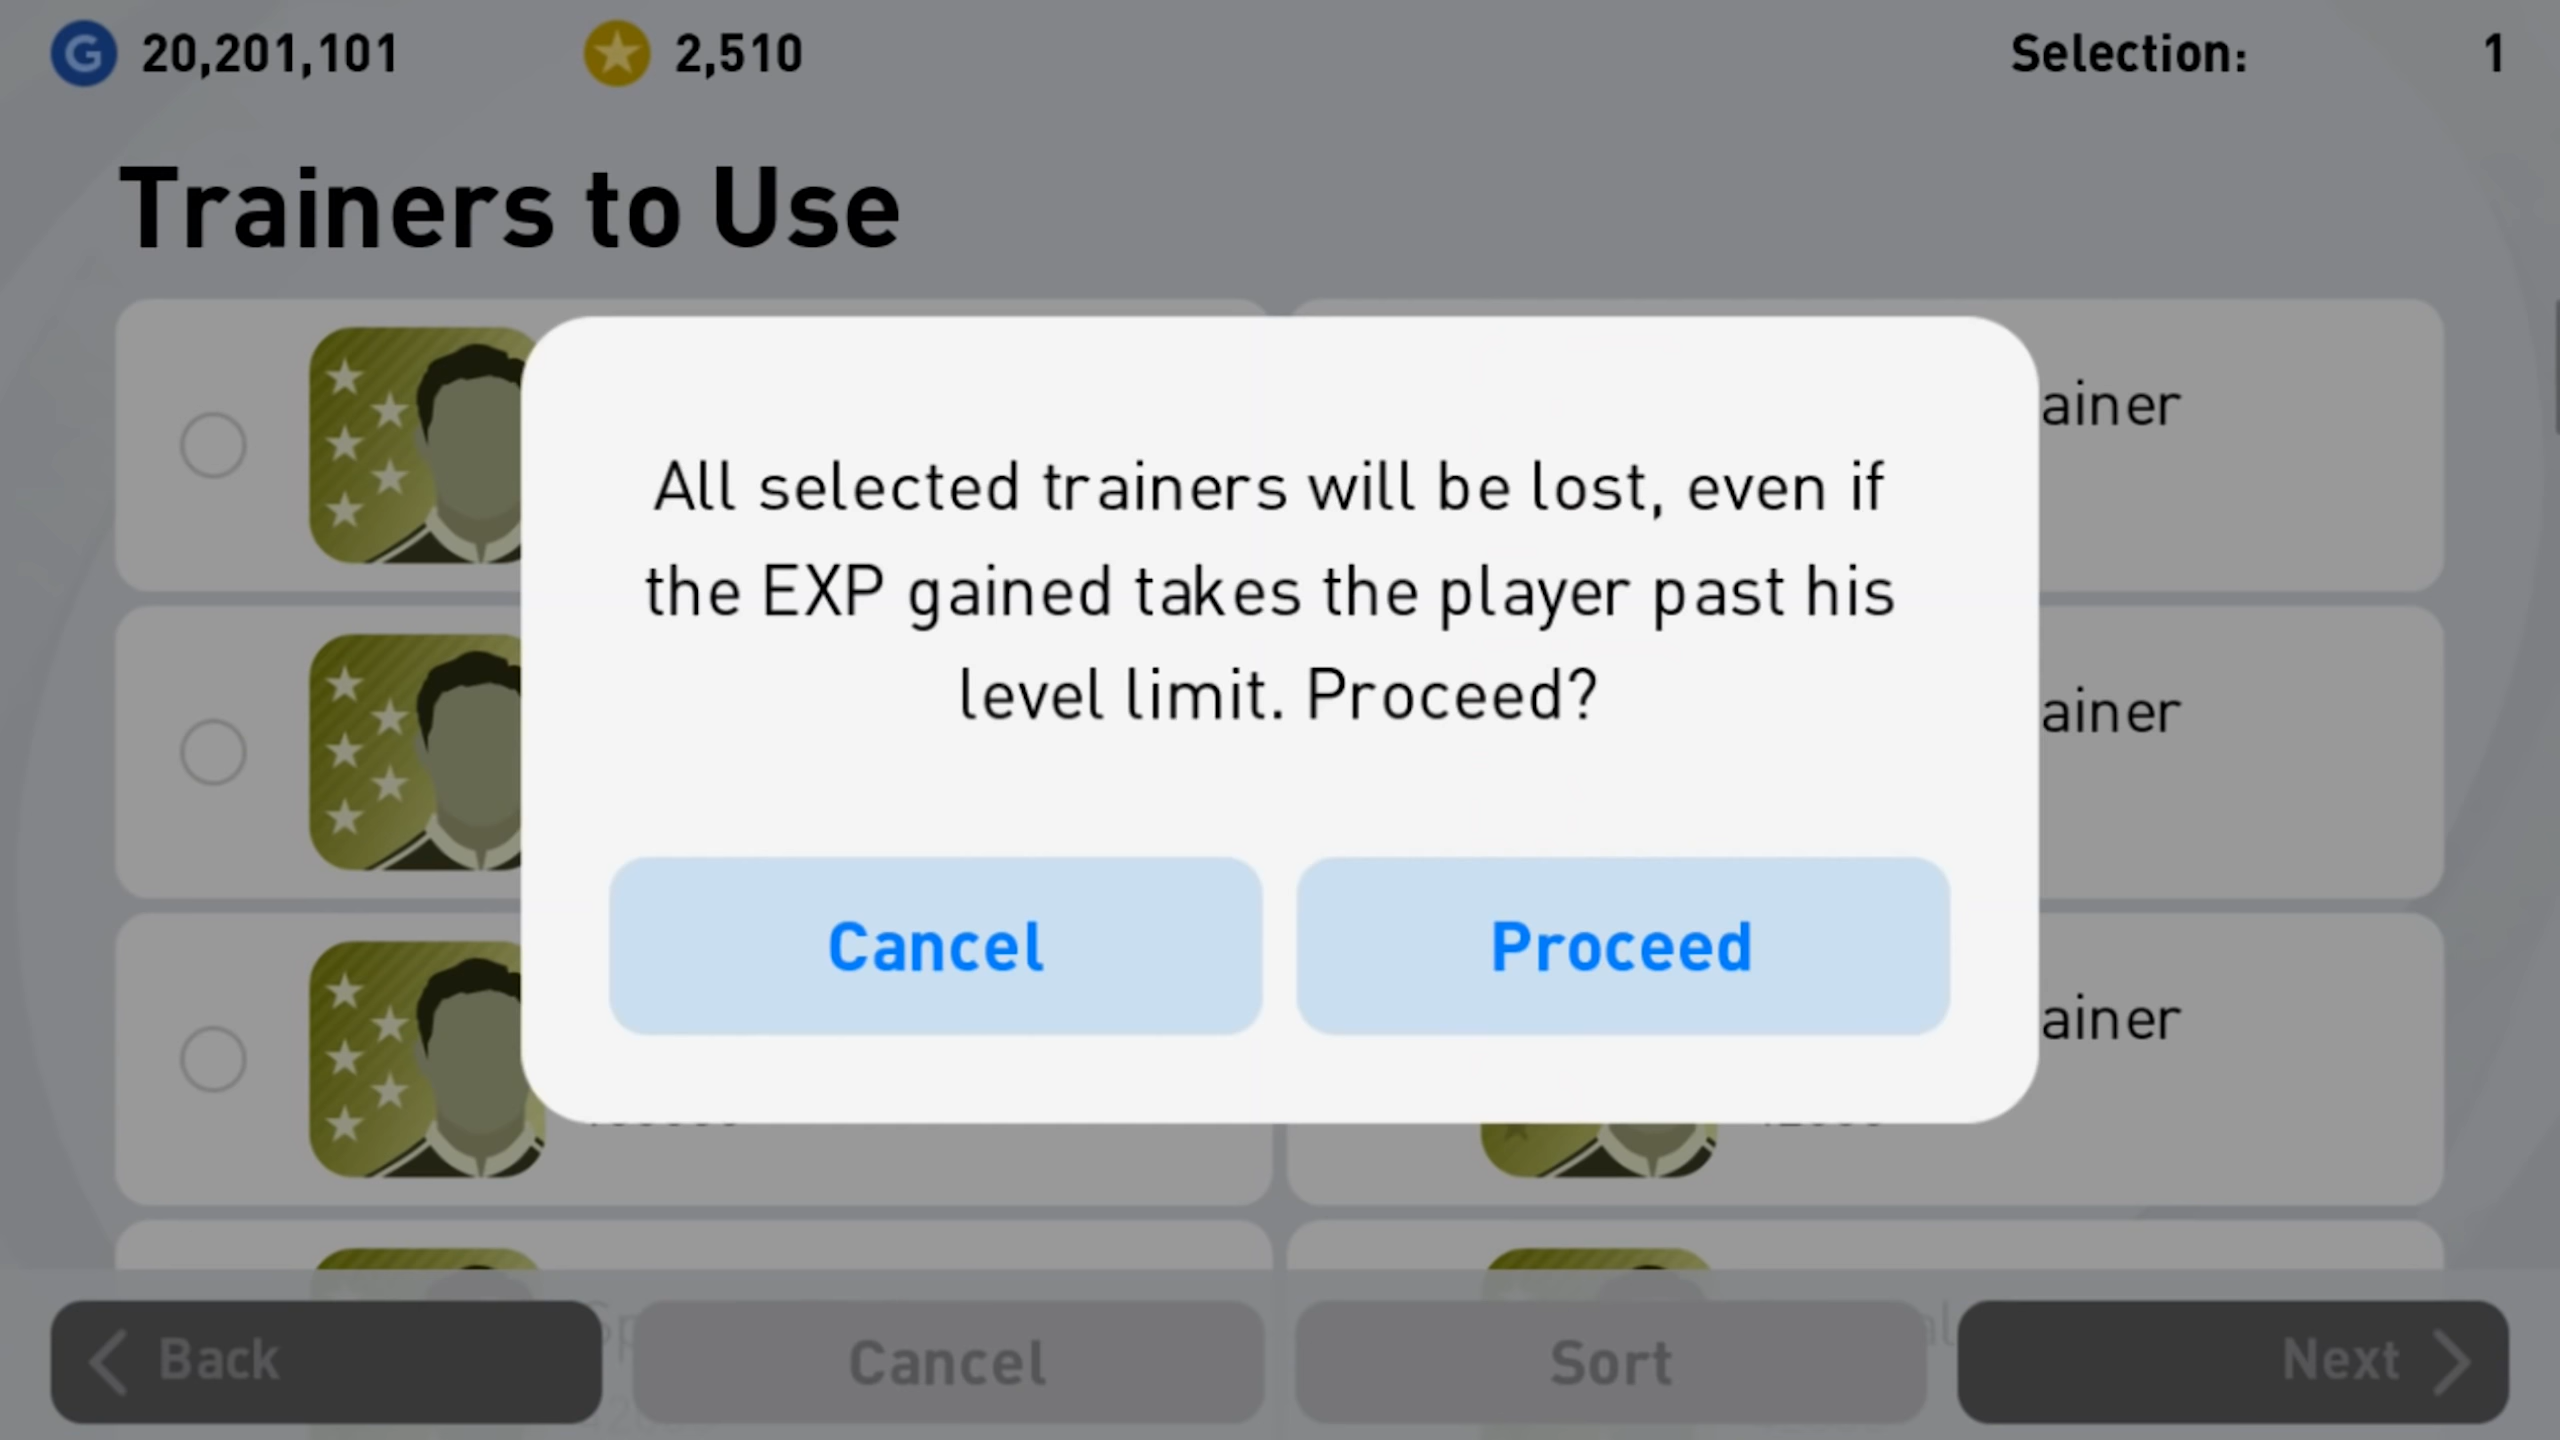 G 20,201,101
2,510
Selection: 1
Trainers to Use
ainer
All selected trainers will be lost, even if
the EXP gained takes the player past his
level limit. Proceed?
ainer
Cancel
Proceed
ainer
Back
Cancel
Sort
Next